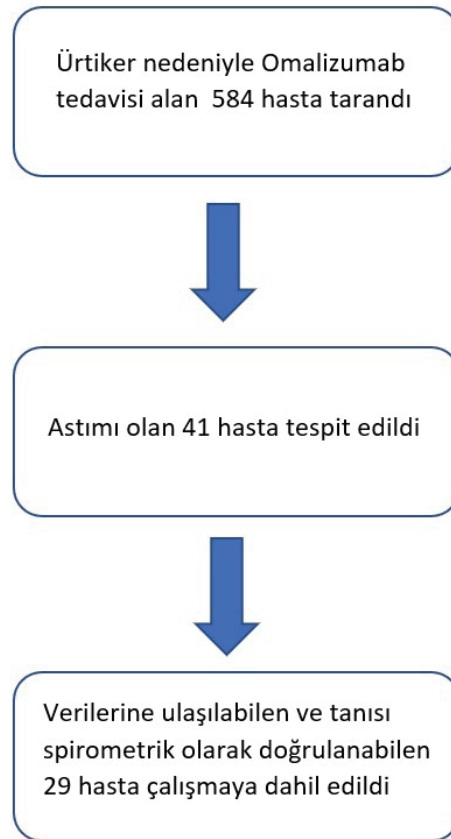 Ürtiker nedeniyle Omalizumab
tedavisi alan  584 hasta tarandı
Astımı olan 41 hasta tespit edildi
Verilerine ulaşılabilen ve tanısı
spirometrik olarak doğrulanabilen
29 hasta çalışmaya dahil edildi